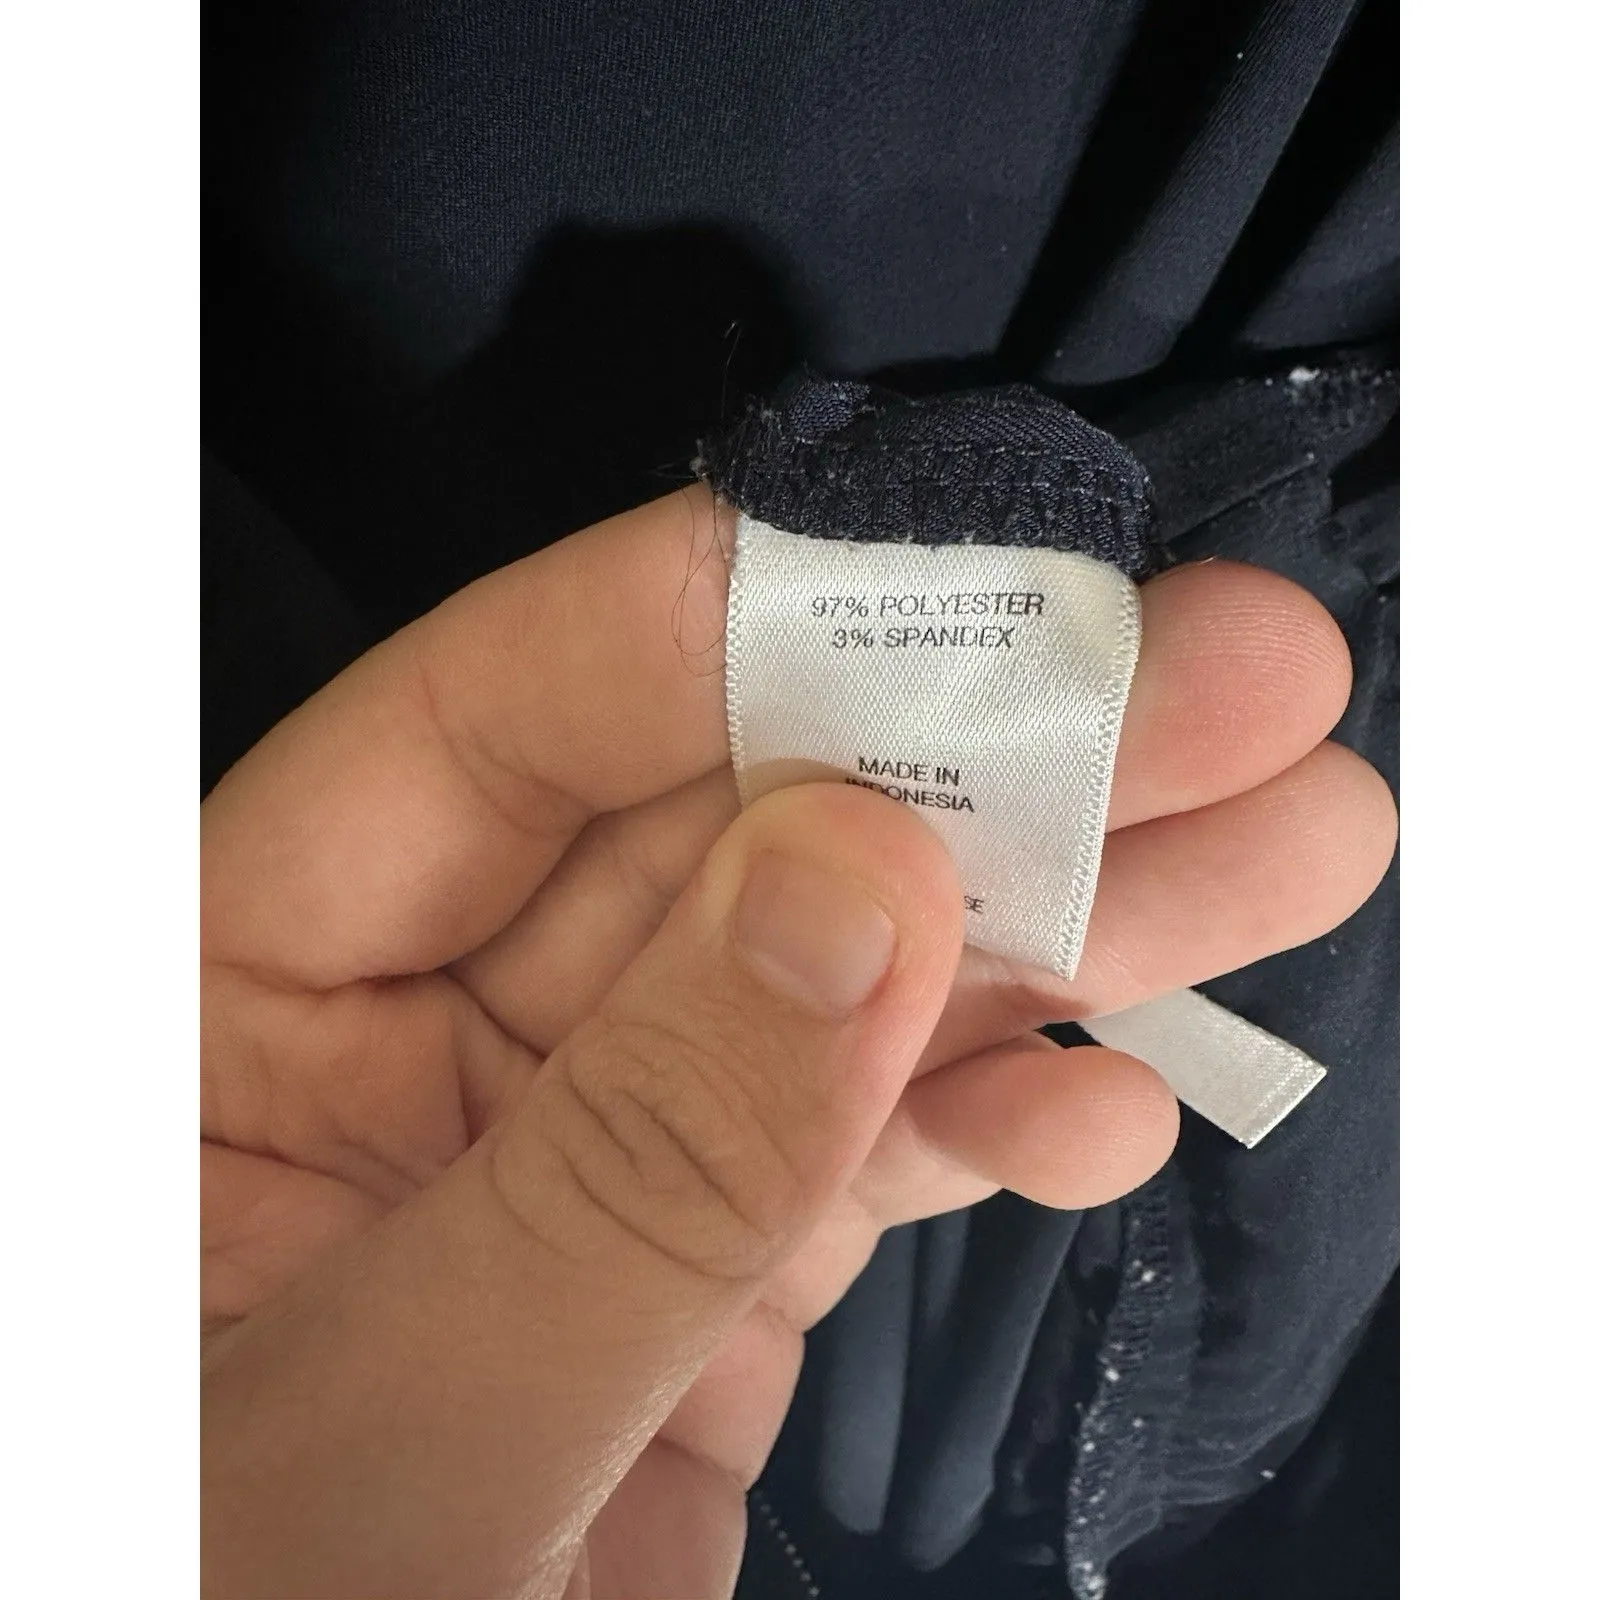 97% POLYESTER
3% SPANDEX
MADE IN
INDONESIA